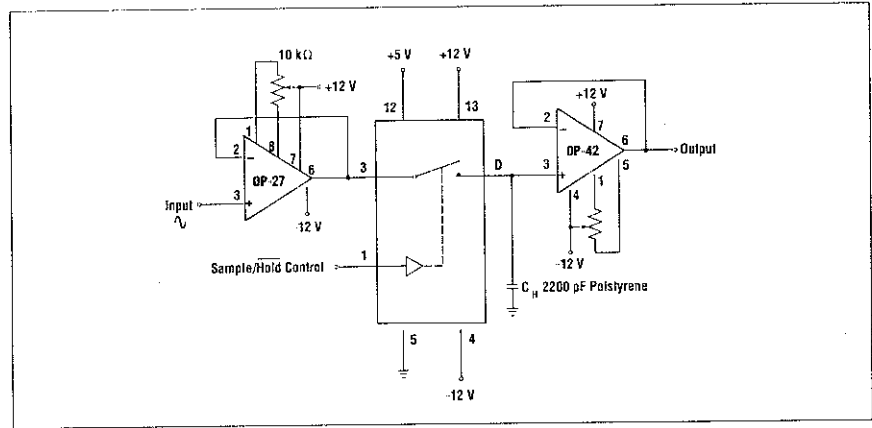 10 kΩ
+12 V
+5 V
+12 V
12
13
1
8
7
2
-
6
OP-27
3
+
-12 V
Input
3
D
1
Sample/Hold Control
5
4
-12 V
+12 V
2
-
7
6
OP-42
5
3
+
4
1
-12 V
Output
C_H 2200 pF Polstyrene